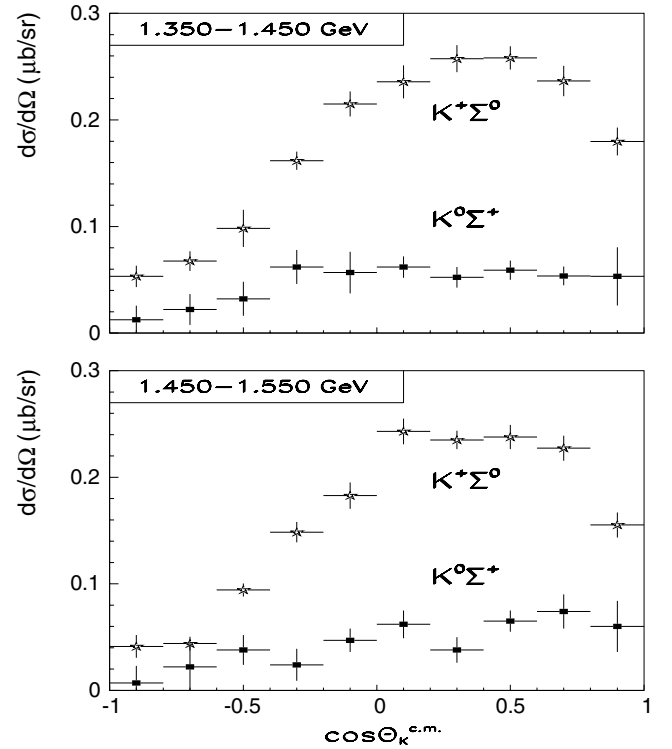 0.3
1.350−1.450 GeV
dσ/dΩ (μb/sr)
0.2
K⁺Σ⁰
0.1
K⁰Σ⁺
0
0.3
1.450−1.550 GeV
dσ/dΩ (μb/sr)
0.2
K⁺Σ⁰
0.1
K⁰Σ⁺
0
-1 -0.5 0 0.5 1
cosΘ_K^c.m.